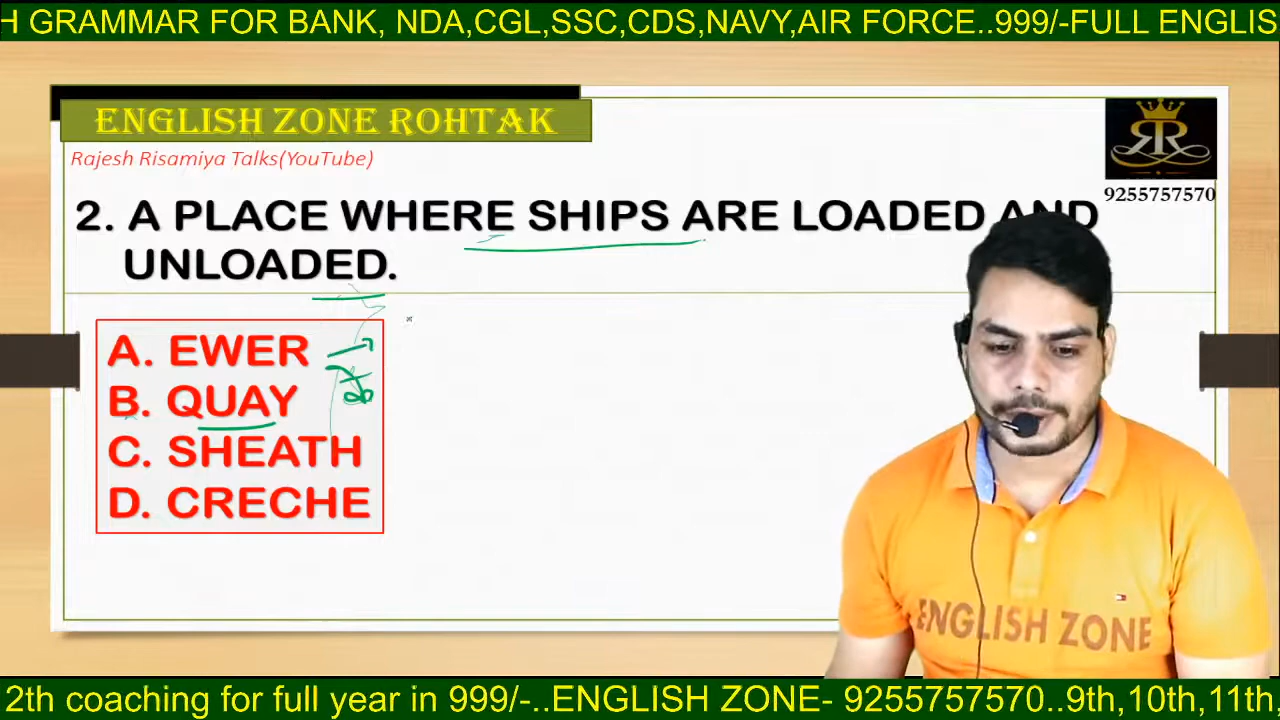 H GRAMMAR FOR BANK, NDA,CGL,SSC,CDS,NAVY,AIR FORCE..999/-FULL ENGLIS
ENGLISH ZONE ROHTAK
Rajesh Risamiya Talks(YouTube)
RR
9255757570
2. A PLACE WHERE SHIPS ARE LOADED AND
UNLOADED.
A. EWER
B. QUAY
C. SHEATH
D. CRECHE
ENGLISH ZONE
2th coaching for full year in 999/-..ENGLISH ZONE- 9255757570..9th,10th,11th,